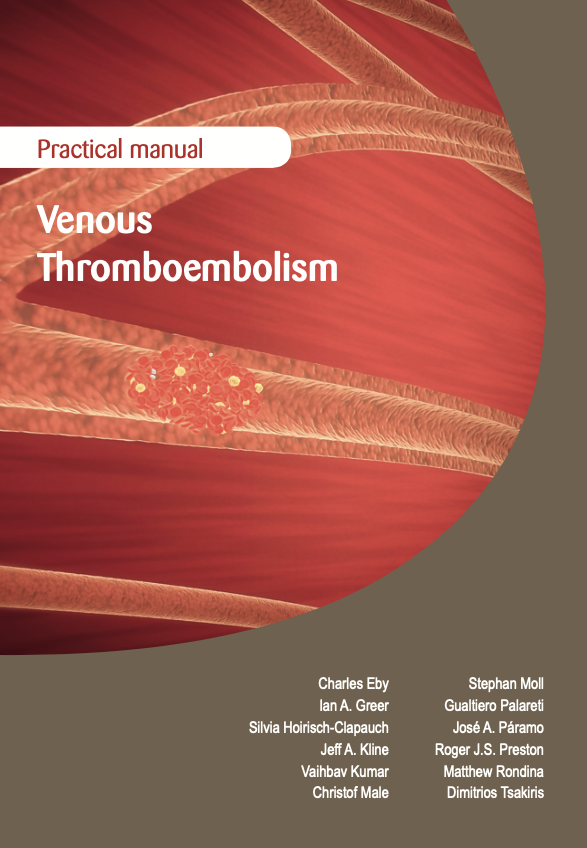 Practical manual
Venous
Thromboembolism
Charles Eby
Ian A. Greer
Silvia Hoirisch-Clapauch
Jeff A. Kline
Vaihbav Kumar
Christof Male
Stephan Moll
Gualtiero Palareti
José A. Páramo
Roger J.S. Preston
Matthew Rondina
Dimitrios Tsakiris